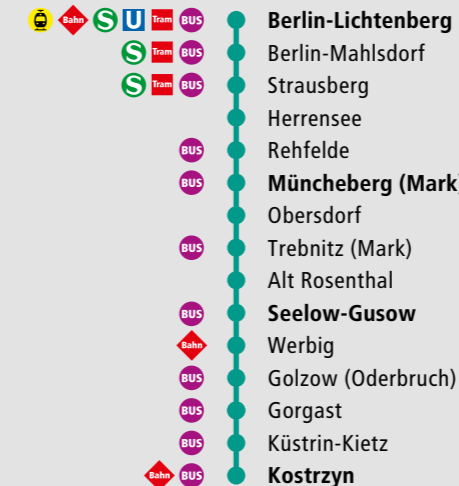 Bahn S U Tram BUS Berlin-Lichtenberg
S Tram BUS Berlin-Mahlsdorf
S Tram BUS Strausberg
Herrensee
BUS Rehfelde
BUS Müncheberg (Mark)
Obersdorf
BUS Trebnitz (Mark)
Alt Rosenthal
BUS Seelow-Gusow
Bahn Werbig
BUS Golzow (Oderbruch)
BUS Gorgast
BUS Küstrin-Kietz
Bahn BUS Kostrzyn